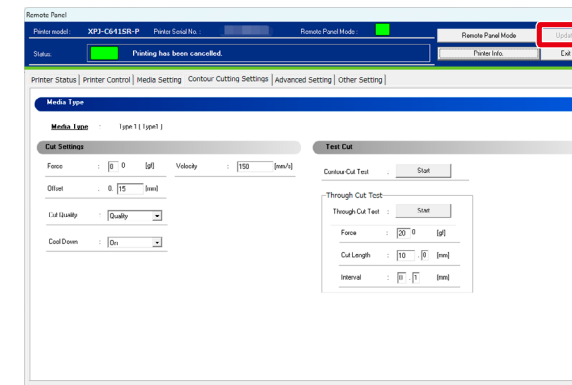 Remote Panel
Printer model : XPJ-C641SR-P Printer Serial No. : Remote Panel Mode : Remote Panel Mode Updat
Status: Printing has been cancelled. Printer Info. Exit
Printer Status | Printer Control | Media Setting Contour Cutting Settings | Advanced Setting | Other Setting |
Media Type
Media Type : Type 1 [ Type1 ]
Cut Settings Test Cut
Force : 0 0 [gf] Velocity : 150 [mm/s] Contour-Cut Test : Start
Offset : 0. 15 [mm] Through Cut Test
Cut Quality : Quality Through Cut Test : Start
Cool Down : On Force : 20 0 [gf]
Cut Length : 10 . 0 [mm]
Interval : 0 . 1 [mm]